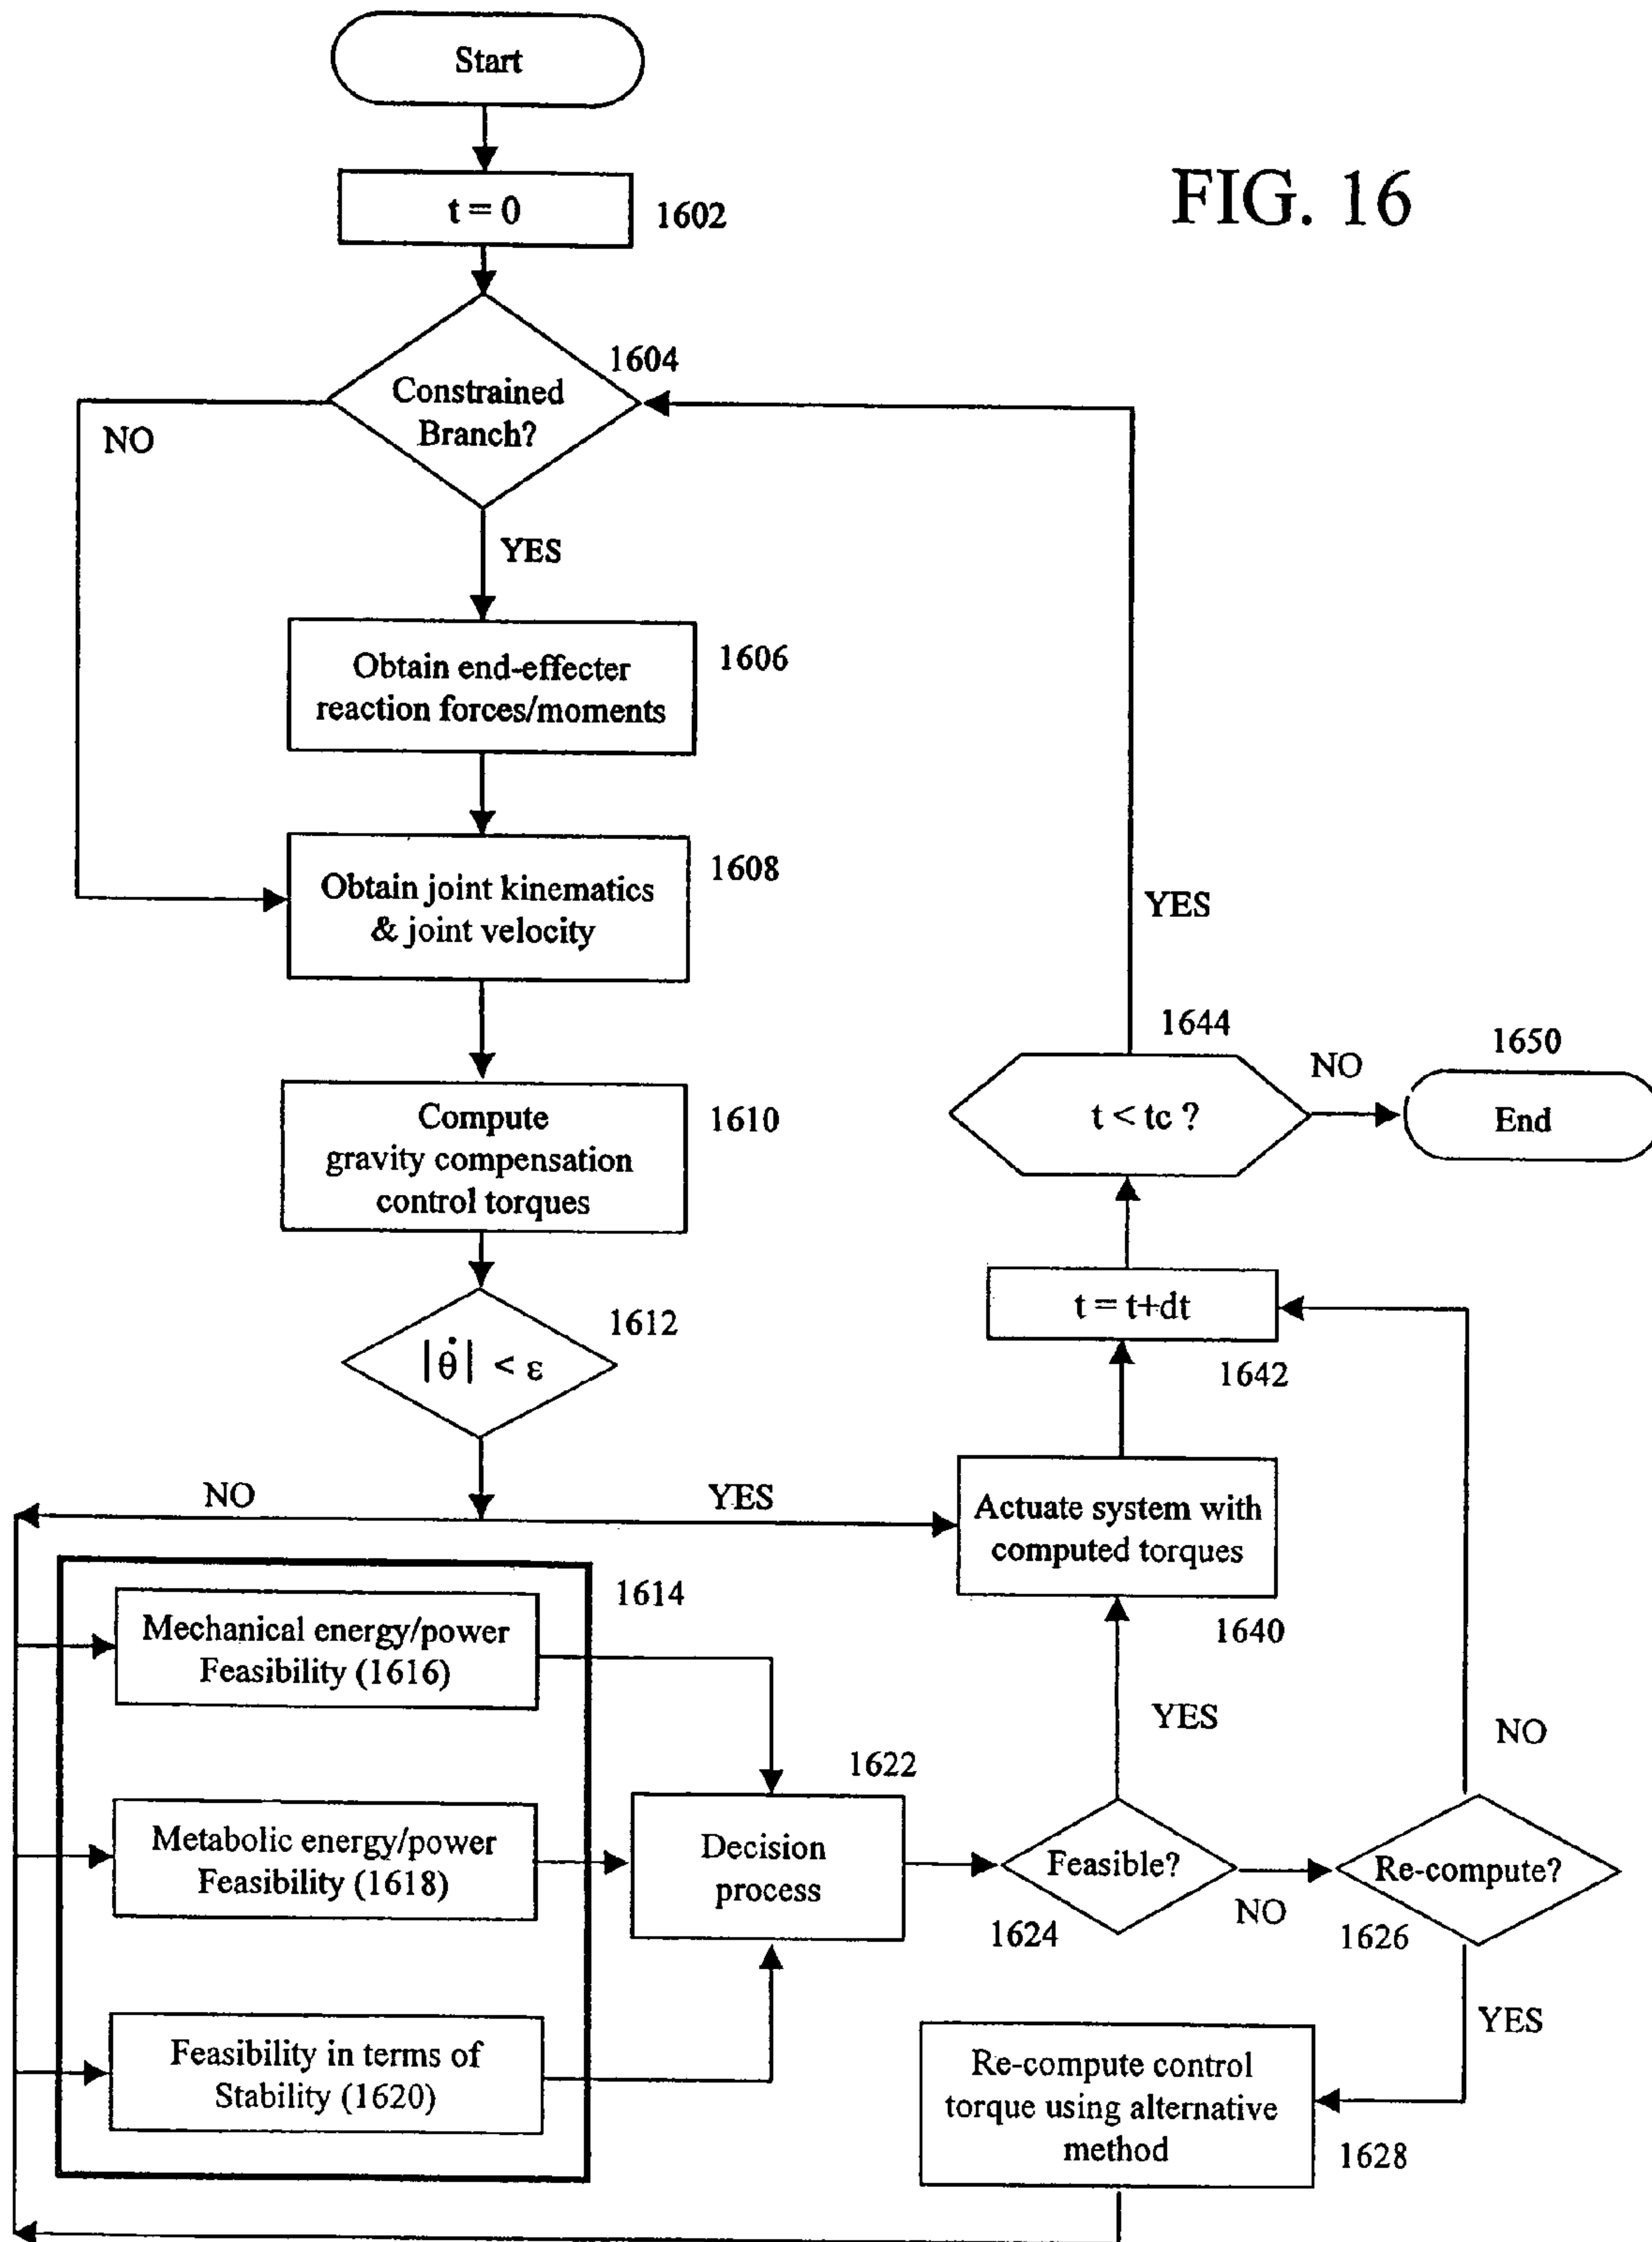 Start
FIG. 16
t = 0
1602
1604
Constrained
Branch?
NO
YES
Obtain end-effecter
reaction forces/moments
1606
Obtain joint kinematics
& joint velocity
1608
YES
1644
1650
t < tc ?
NO
End
Compute
gravity compensation
control torques
1610
1612
|θ̇| < ε
t = t+dt
1642
NO
YES
Actuate system with
computed torques
1640
1614
Mechanical energy/power
Feasibility (1616)
YES
NO
1622
Metabolic energy/power
Feasibility (1618)
Decision
process
Feasible?
1624
NO
Re-compute?
1626
YES
Feasibility in terms of
Stability (1620)
Re-compute control
torque using alternative
method
1628